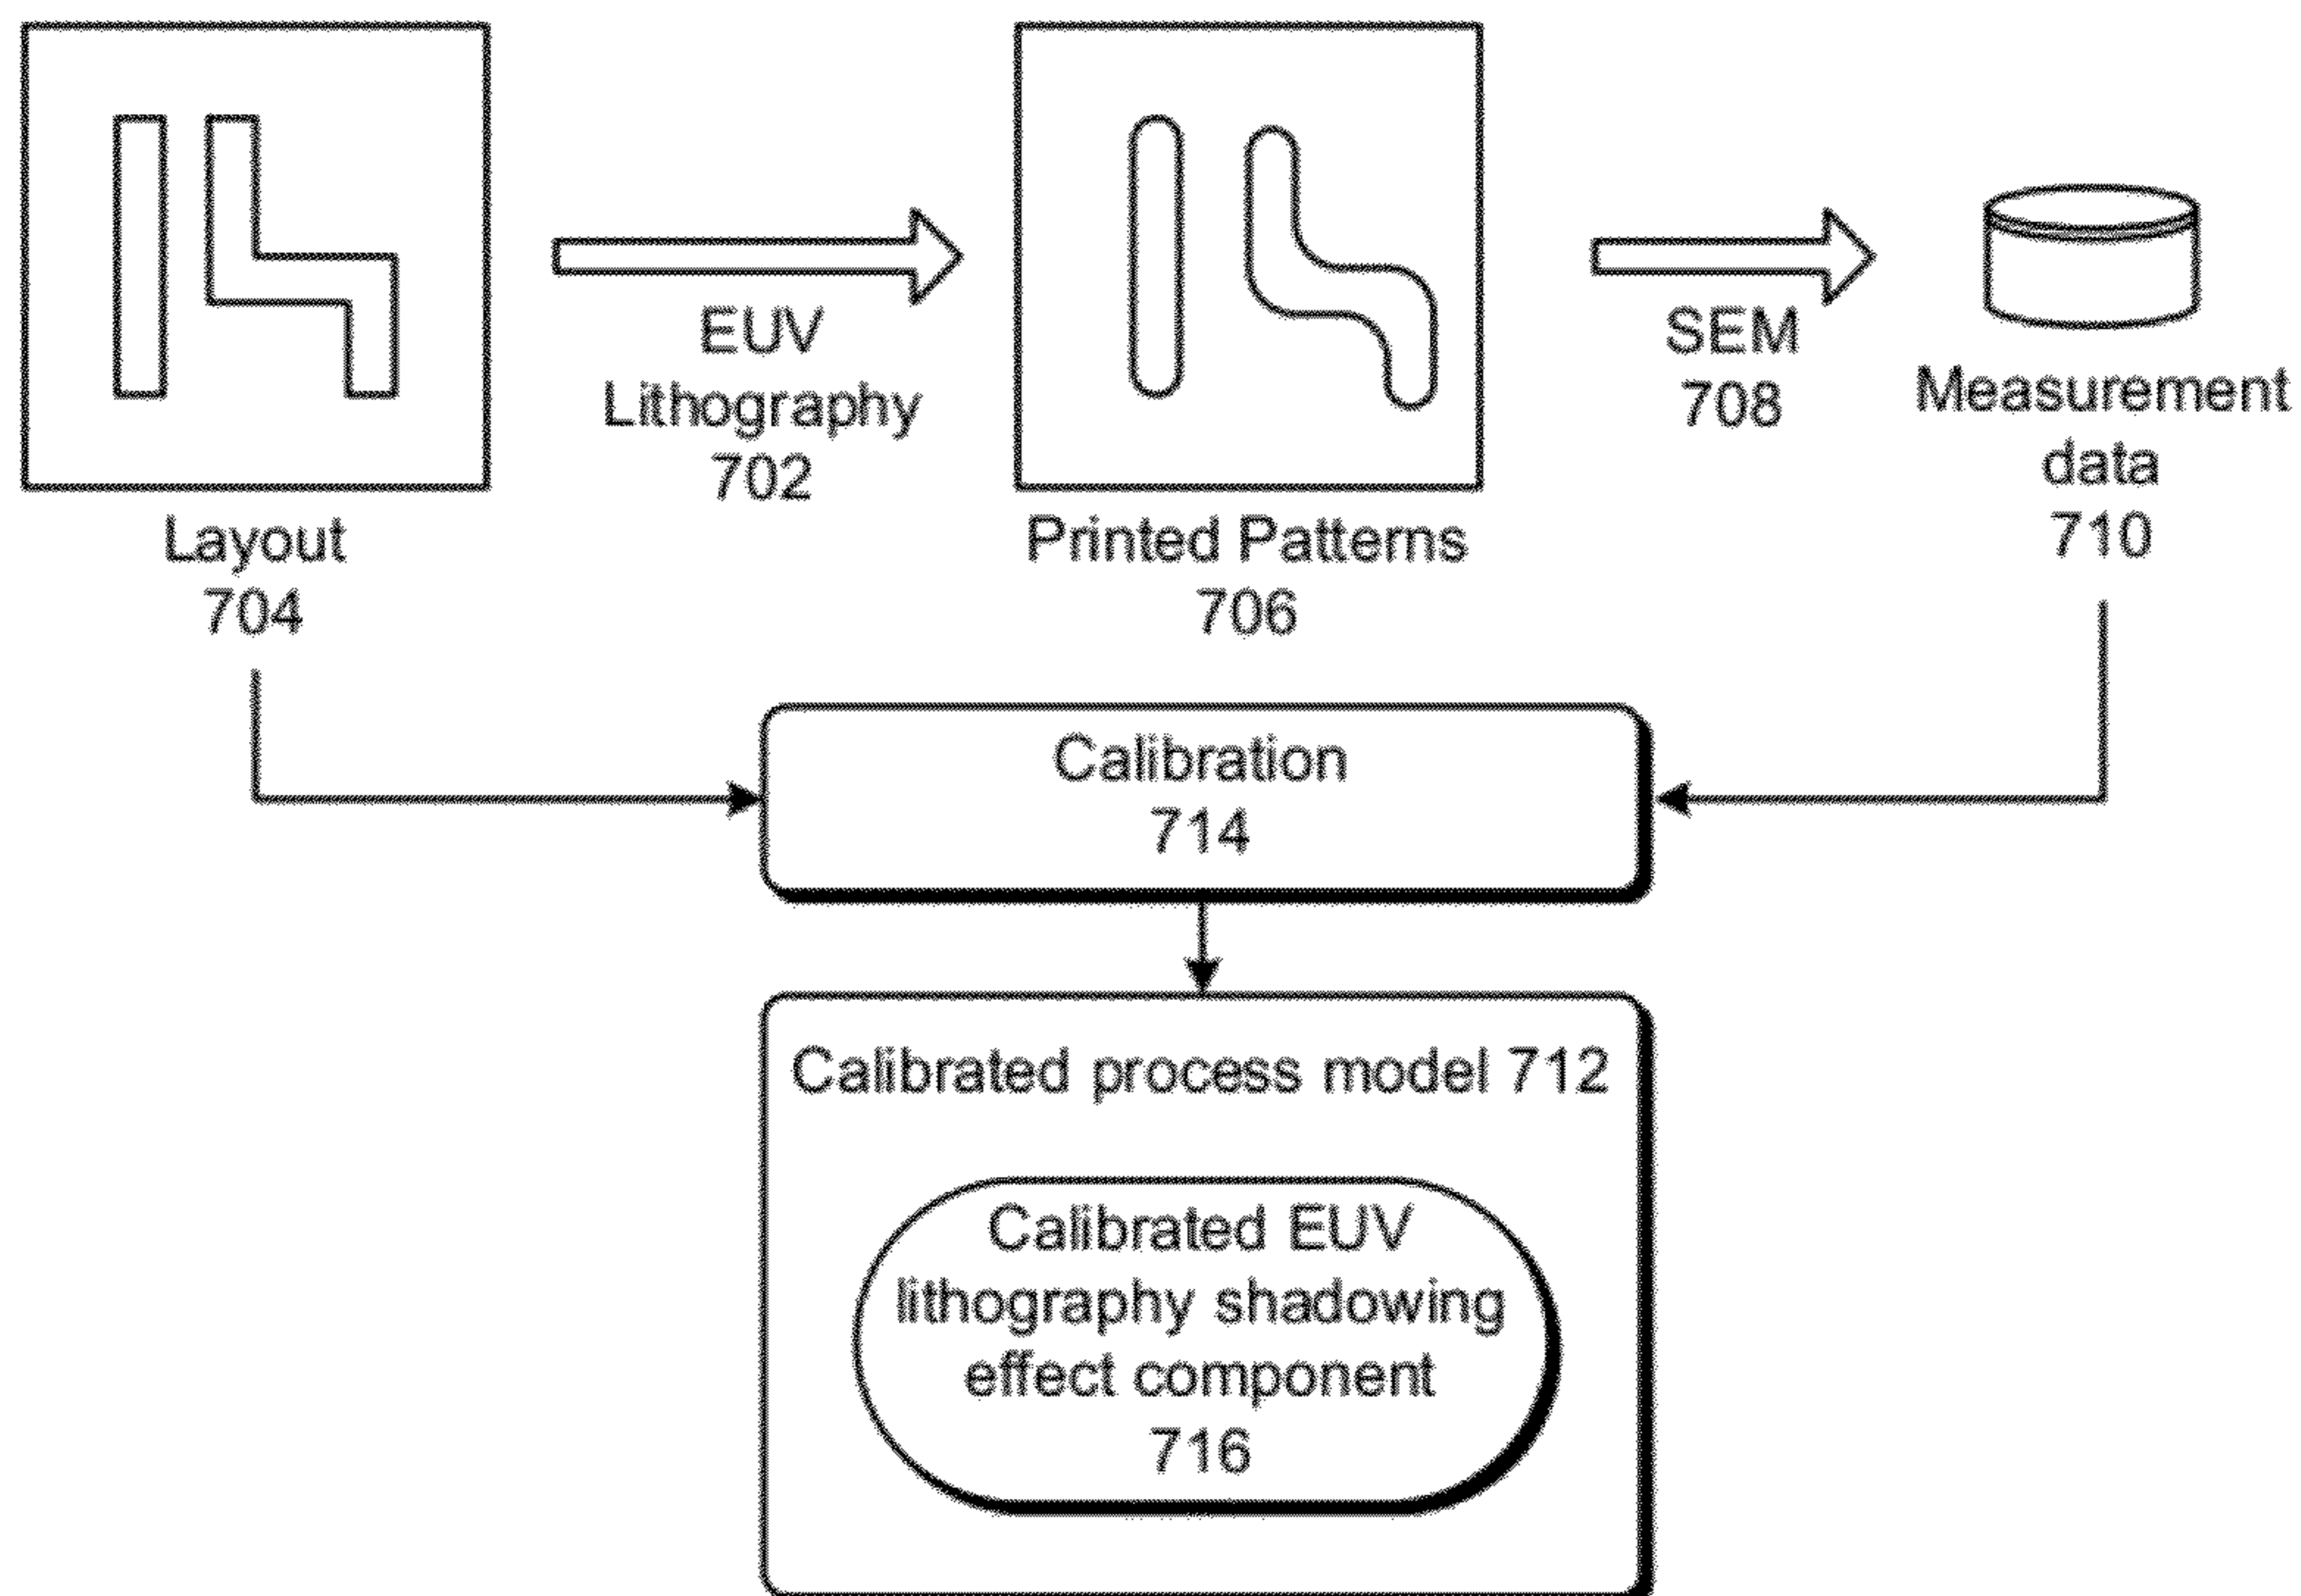 EUV
Lithography
702
SEM
708
Measurement
data
710
Layout
704
Printed Patterns
706
Calibration
714
Calibrated process model 712
Calibrated EUV
lithography shadowing
effect component
716